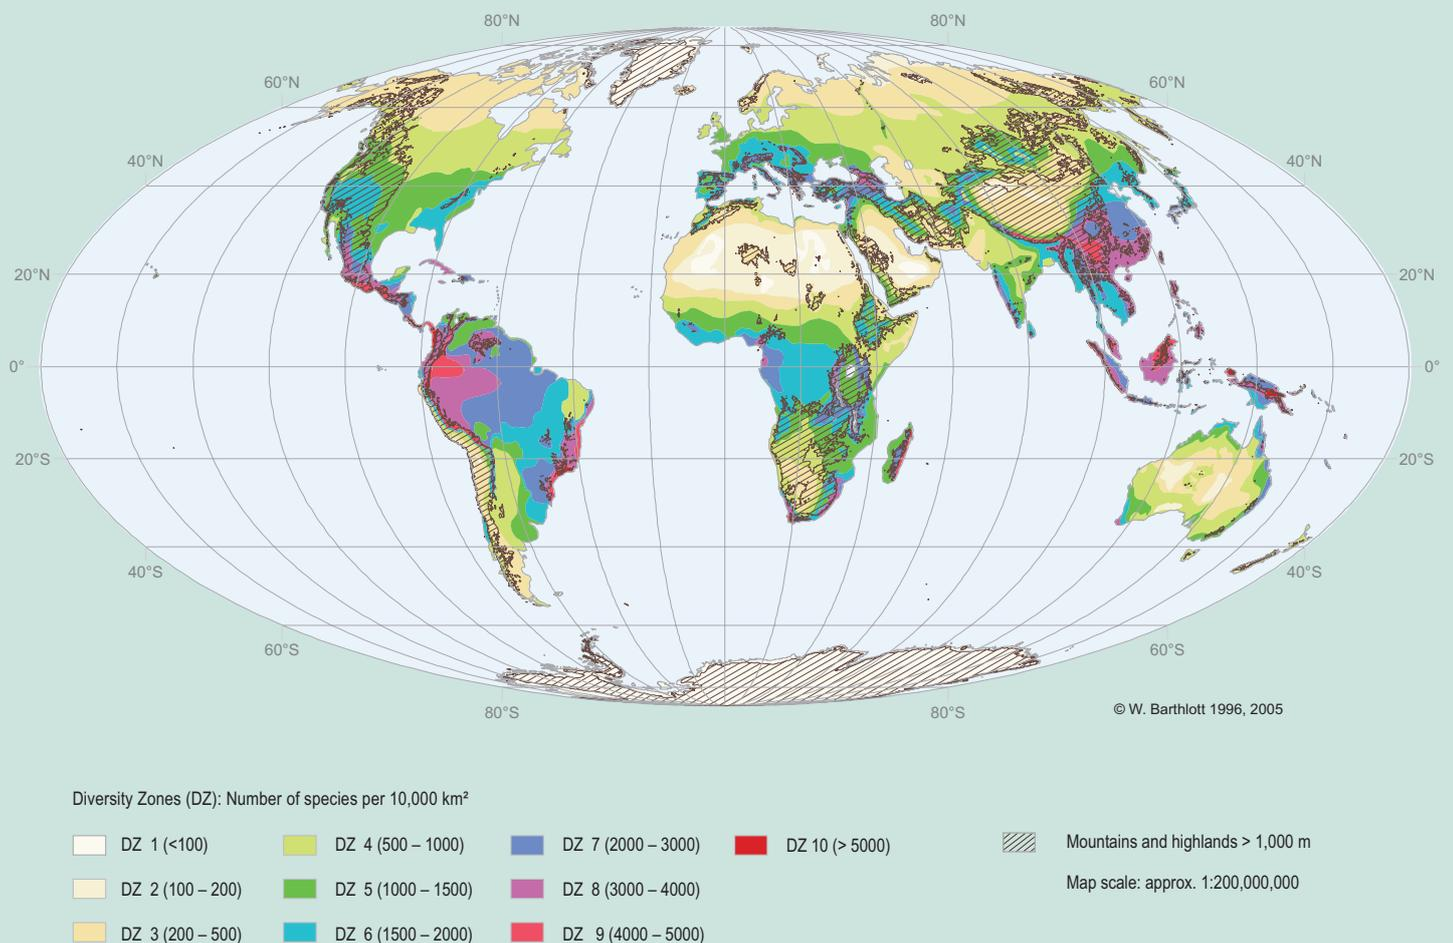 80°N 80°N
60°N 60°N
40°N 40°N
20°N 20°N
0° 0°
20°S 20°S
40°S 40°S
60°S 60°S
80°S 80°S
© W. Barthlott 1996, 2005
Diversity Zones (DZ): Number of species per 10,000 km²
DZ 1 (<100) DZ 4 (500 – 1000) DZ 7 (2000 – 3000) DZ 10 (> 5000) Mountains and highlands > 1,000 m
DZ 2 (100 – 200) DZ 5 (1000 – 1500) DZ 8 (3000 – 4000) Map scale: approx. 1:200,000,000
DZ 3 (200 – 500) DZ 6 (1500 – 2000) DZ 9 (4000 – 5000)